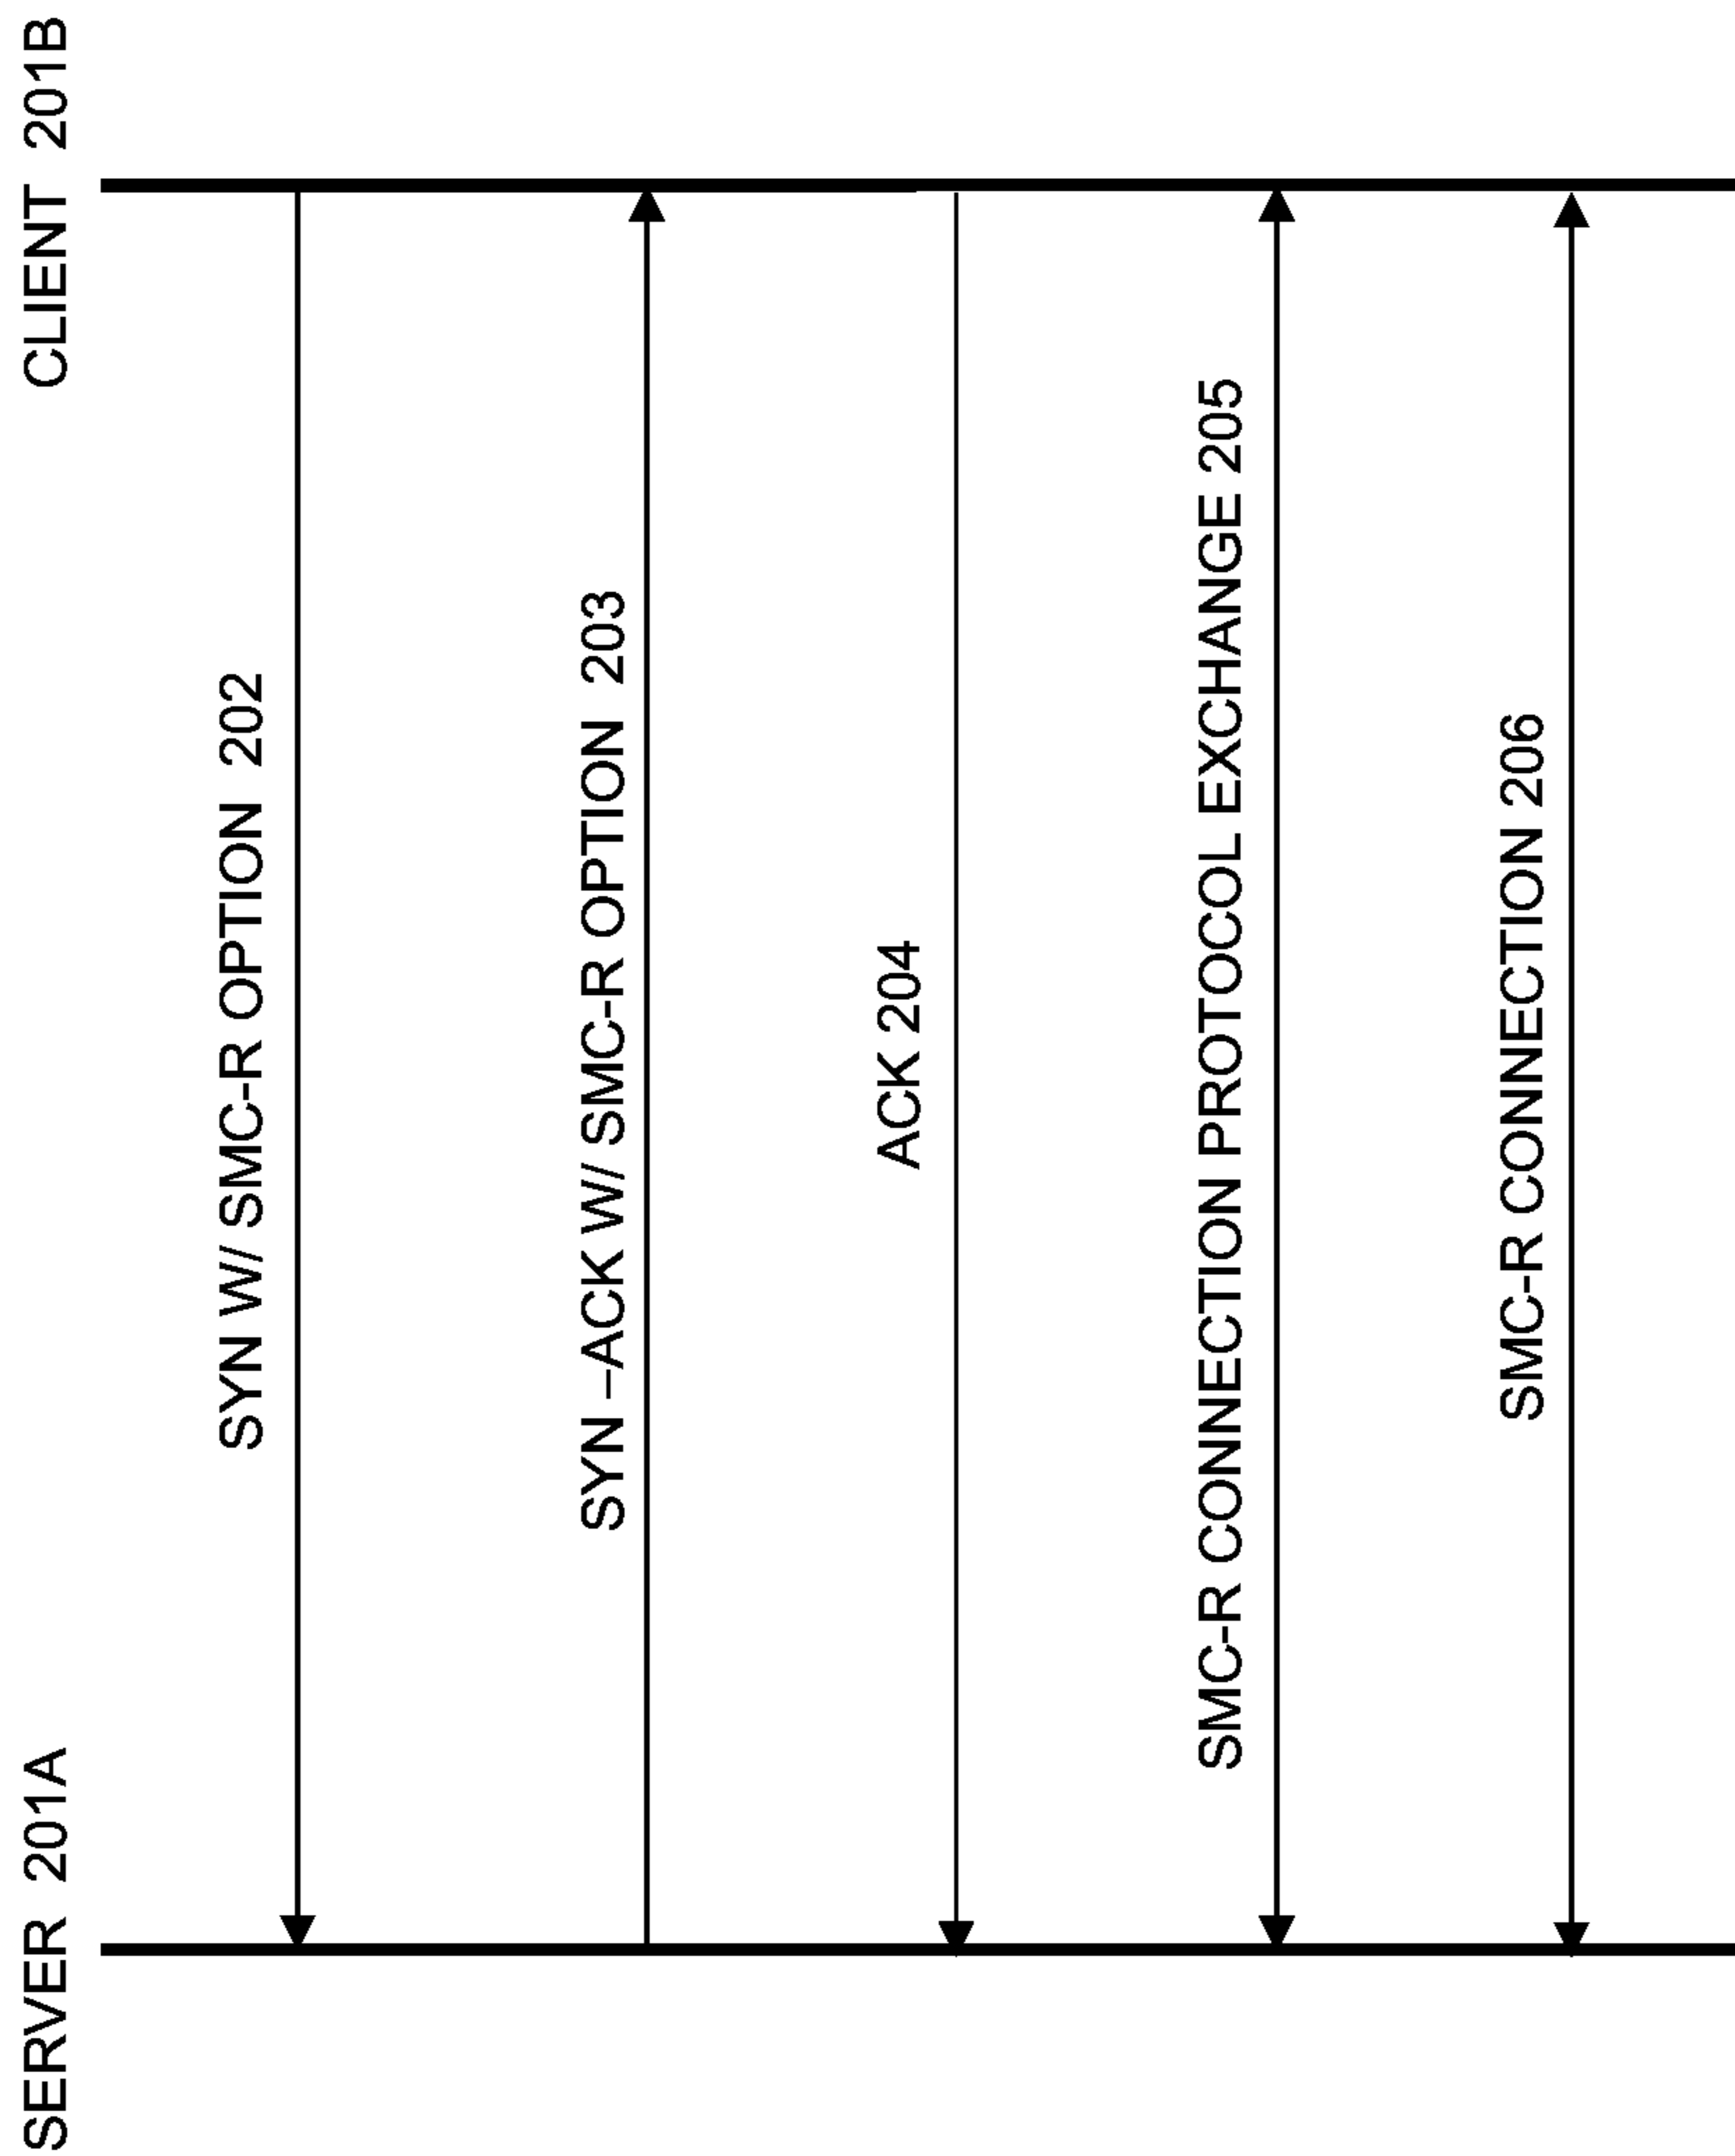 SERVER 201A
CLIENT 201B
SYN W/ SMC-R OPTION 202
SYN –ACK W/ SMC-R OPTION 203
ACK 204
SMC-R CONNECTION PROTOCOL EXCHANGE 205
SMC-R CONNECTION 206